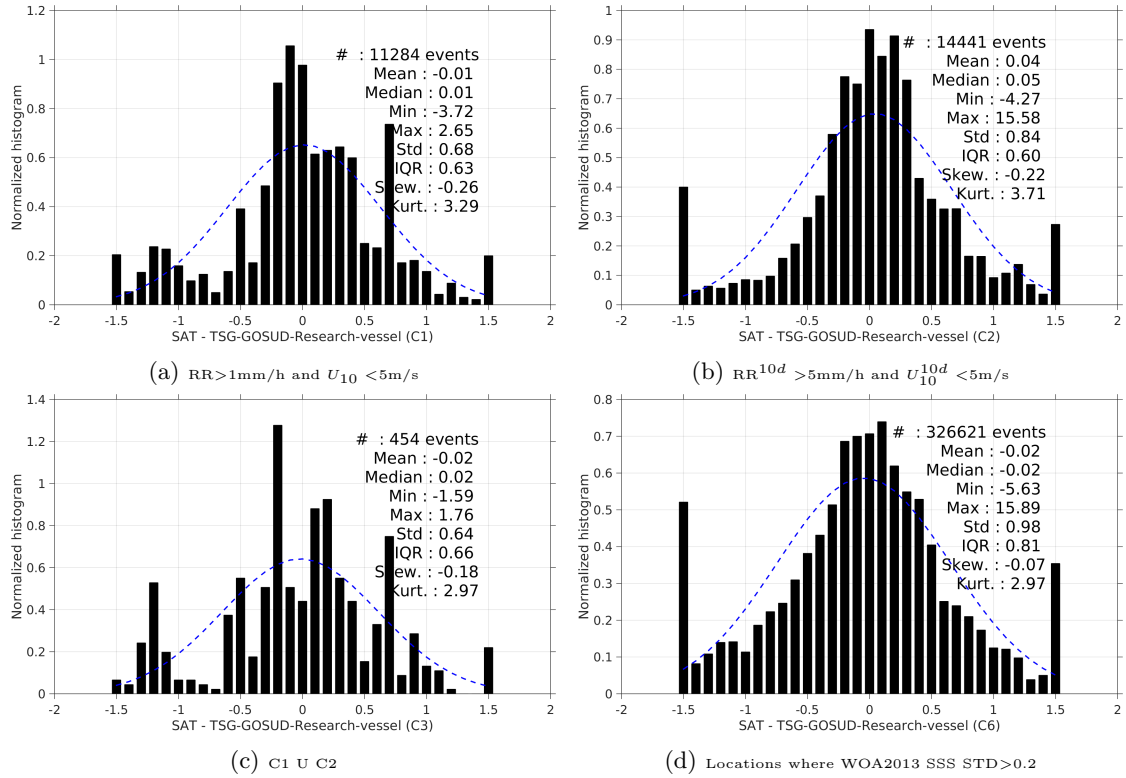 1.2
1
0.8
0.6
0.4
0.2
0
-2 -1.5 -1 -0.5 0 0.5 1 1.5 2
Normalized histogram
SAT - TSG-GOSUD-Research-vessel (C1)
# : 11284 events
Mean : -0.01
Median : 0.01
Min : -3.72
Max : 2.65
Std : 0.68
IQR : 0.63
Skew. : -0.26
Kurt. : 3.29
(a) RR>1mm/h and U10 <5m/s
1
0.9
0.8
0.7
0.6
0.5
0.4
0.3
0.2
0.1
0
-2 -1.5 -1 -0.5 0 0.5 1 1.5 2
Normalized histogram
SAT - TSG-GOSUD-Research-vessel (C2)
# : 14441 events
Mean : 0.04
Median : 0.05
Min : -4.27
Max : 15.58
Std : 0.84
IQR : 0.60
Skew. : -0.22
Kurt. : 3.71
(b) RR^10d >5mm/h and U10^10d <5m/s
1.4
1.2
1
0.8
0.6
0.4
0.2
0
-2 -1.5 -1 -0.5 0 0.5 1 1.5 2
Normalized histogram
SAT - TSG-GOSUD-Research-vessel (C3)
# : 454 events
Mean : -0.02
Median : 0.02
Min : -1.59
Max : 1.76
Std : 0.64
IQR : 0.66
Skew. : -0.18
Kurt. : 2.97
(c) C1 U C2
0.8
0.7
0.6
0.5
0.4
0.3
0.2
0.1
0
-2 -1.5 -1 -0.5 0 0.5 1 1.5 2
Normalized histogram
SAT - TSG-GOSUD-Research-vessel (C6)
# : 326621 events
Mean : -0.02
Median : -0.02
Min : -5.63
Max : 15.89
Std : 0.98
IQR : 0.81
Skew. : -0.07
Kurt. : 2.97
(d) Locations where WOA2013 SSS STD>0.2